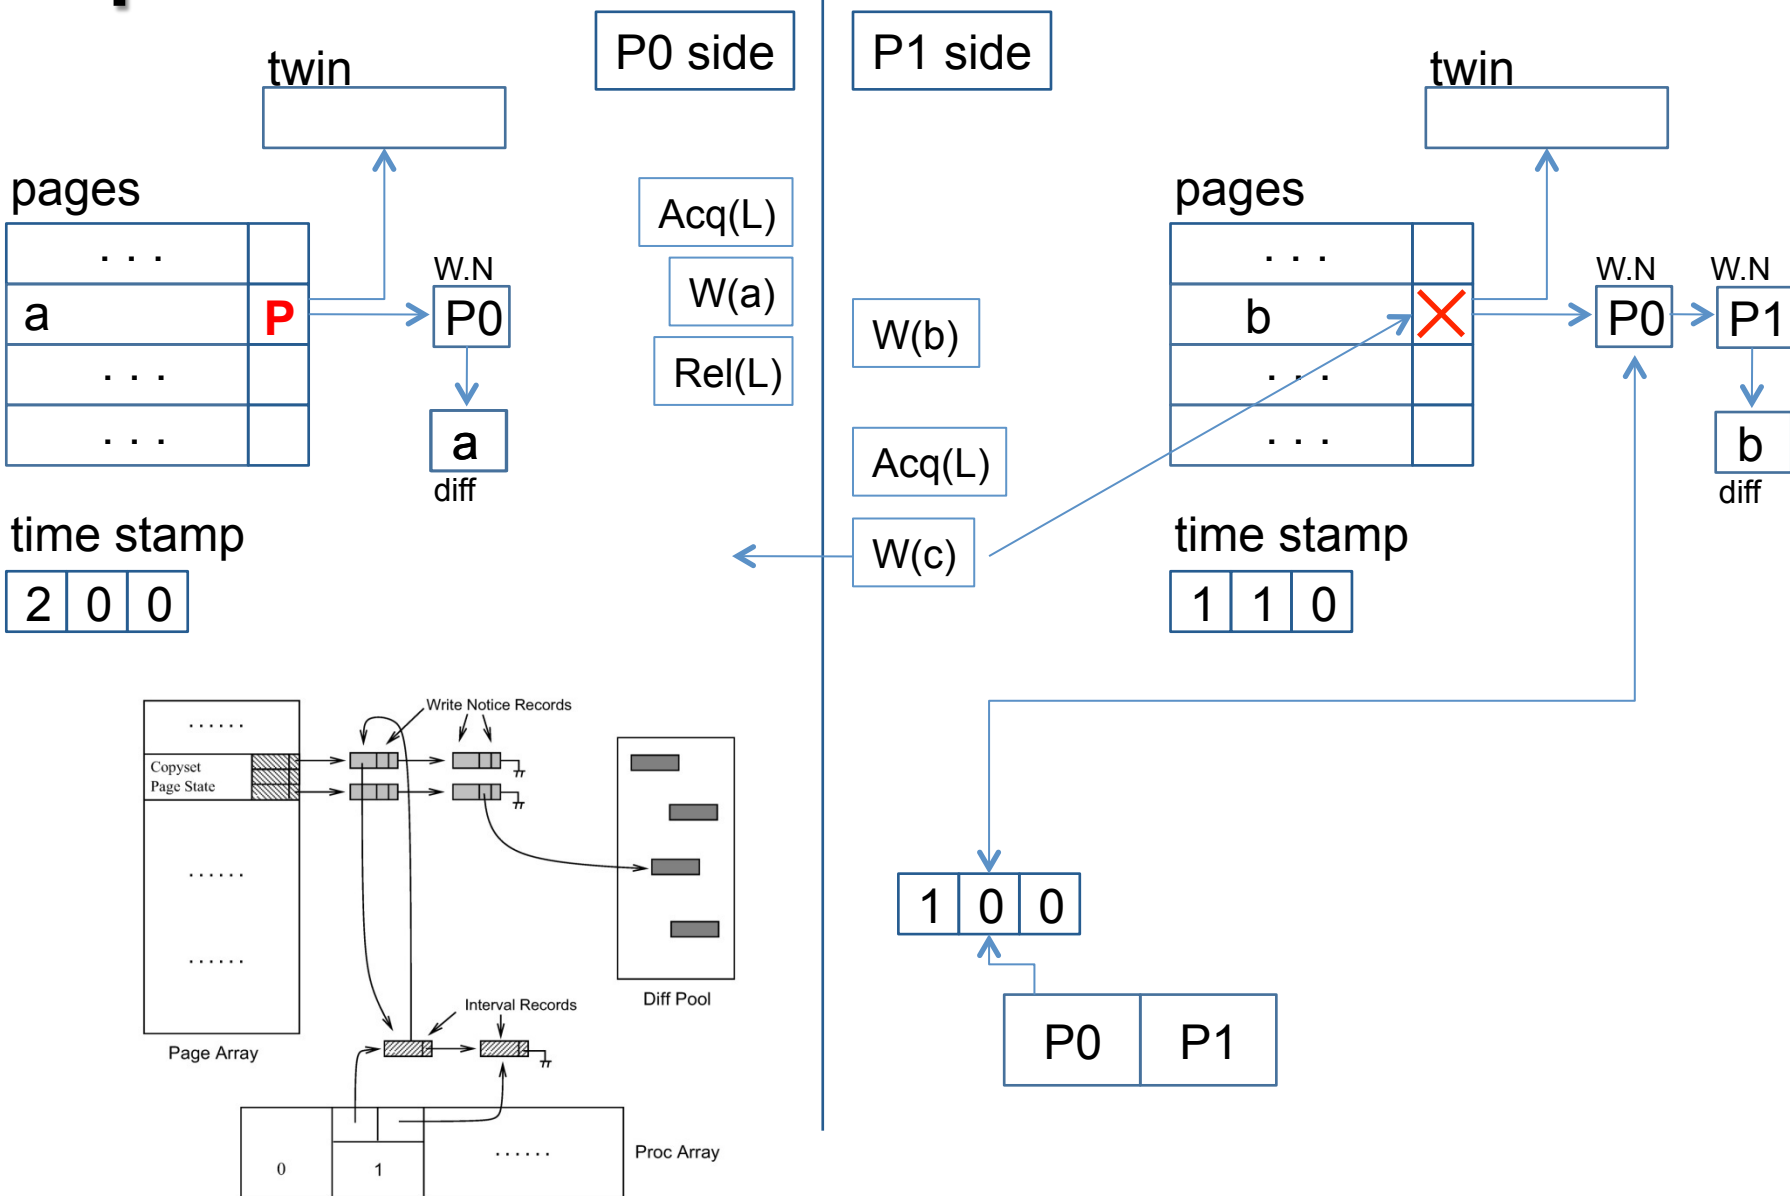 P0 side
P1 side
twin
pages
. . .
a
P
. . .
. . .
W.N
P0
a
diff
time stamp
2 0 0
Acq(L)
W(a)
Rel(L)
W(b)
Acq(L)
W(c)
twin
pages
. . .
b
. . .
. . .
W.N
W.N
P0
P1
b
diff
time stamp
1 1 0
1 0 0
P0
P1
Write Notice Records
......
Copyset
Page State
......
......
Page Array
Diff Pool
Interval Records
0
1
......
Proc Array